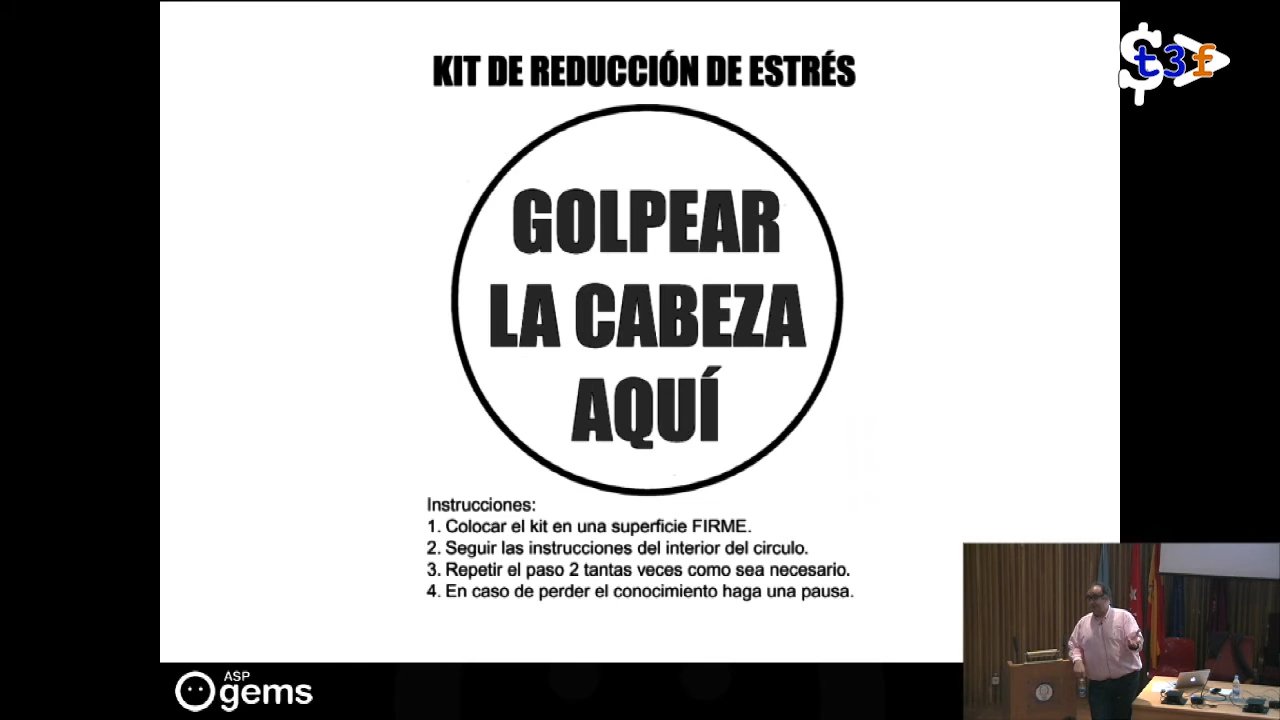 KIT DE REDUCCIÓN DE ESTRÉS
$t3f
GOLPEAR
LA CABEZA
AQUÍ
Instrucciones:
1. Colocar el kit en una superficie FIRME.
2. Seguir las instrucciones del interior del circulo.
3. Repetir el paso 2 tantas veces como sea necesario.
4. En caso de perder el conocimiento haga una pausa.
ASP
gems